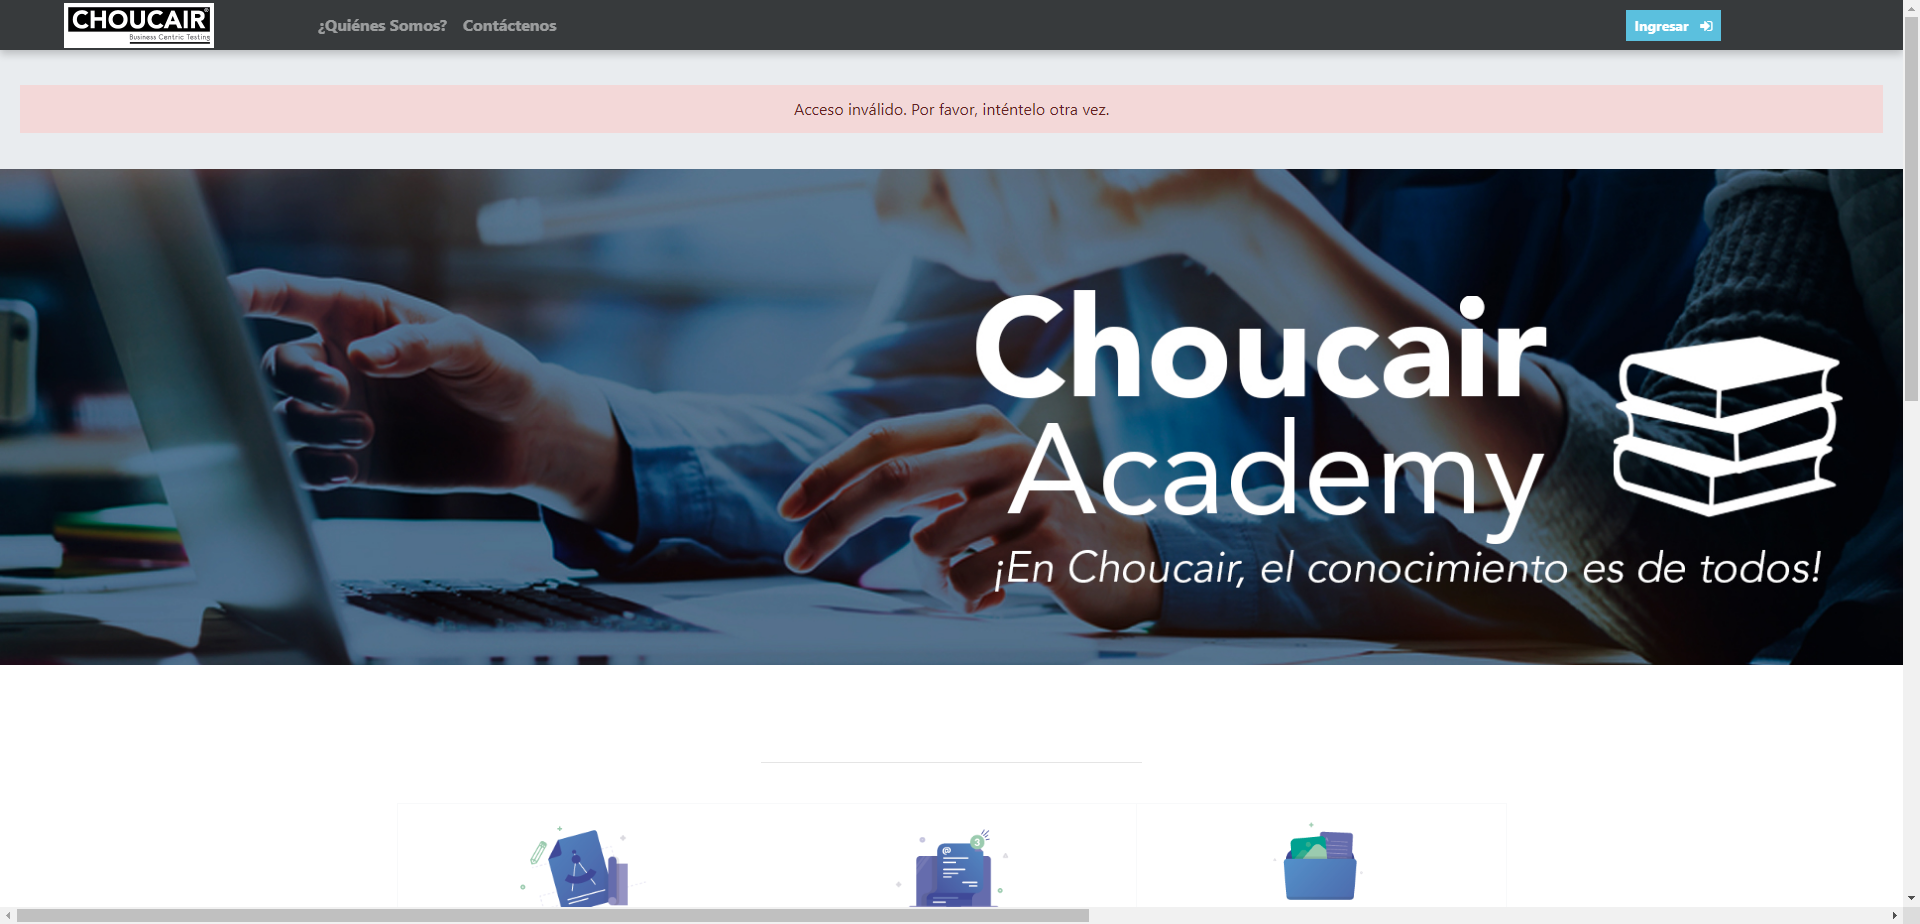 CHOUCAIR®
Business Centric Testing
¿Quiénes Somos?
Contáctenos
Ingresar
Acceso inválido. Por favor, inténtelo otra vez.
Choucair
Academy
¡En Choucair, el conocimiento es de todos!
@
3